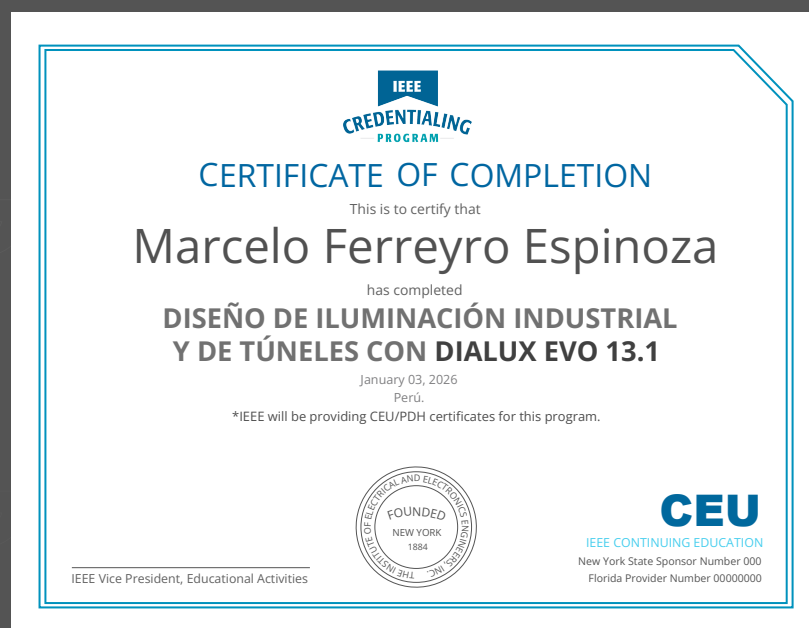 IEEE
CREDENTIALING
PROGRAM
CERTIFICATE OF COMPLETION
This is to certify that
Marcelo Ferreyro Espinoza
has completed
DISEÑO DE ILUMINACIÓN INDUSTRIAL
Y DE TÚNELES CON DIALUX EVO 13.1
January 03, 2026
Perú.
*IEEE will be providing CEU/PDH certificates for this program.
THE INSTITUTE OF ELECTRICAL AND ELECTRONICS ENGINEERS, INC.
FOUNDED
NEW YORK
1884
CEU
IEEE CONTINUING EDUCATION
New York State Sponsor Number 000
Florida Provider Number 00000000
IEEE Vice President, Educational Activities